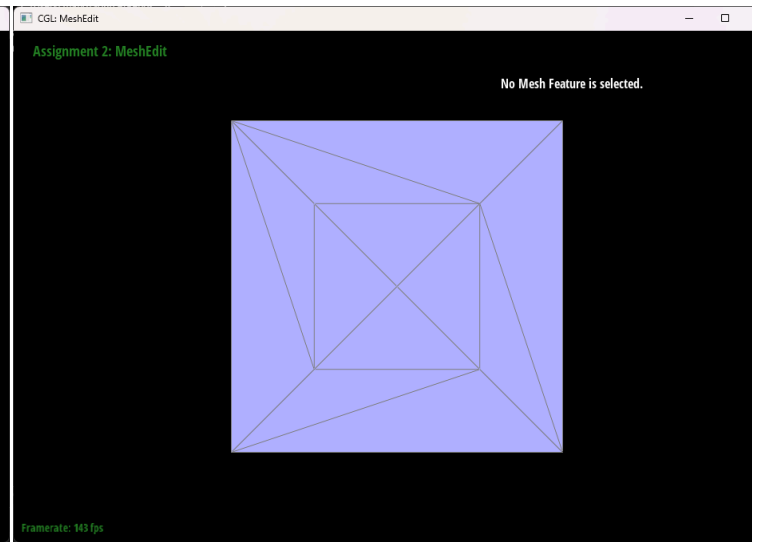 CGL: MeshEdit
Assignment 2: MeshEdit
No Mesh Feature is selected.
Framerate: 143 fps